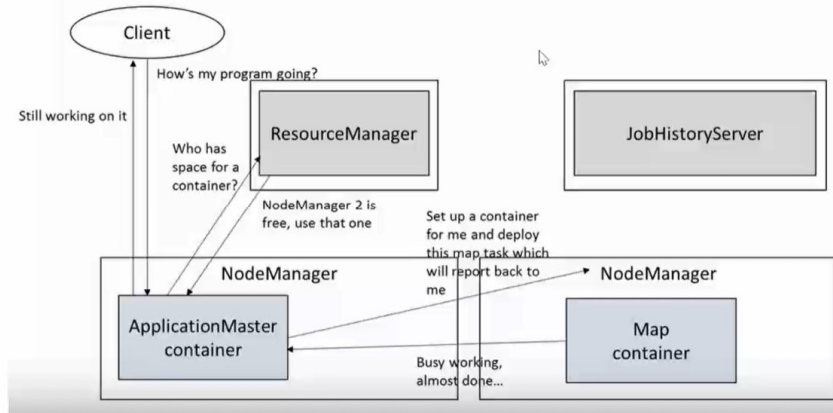 Client
How's my program going?
Still working on it
ResourceManager
JobHistoryServer
Who has
space for a
container?
NodeManager 2 is
free, use that one
Set up a container
for me and deploy
this map task which
will report back to
me
NodeManager
NodeManager
ApplicationMaster
container
Map
container
Busy working,
almost done...